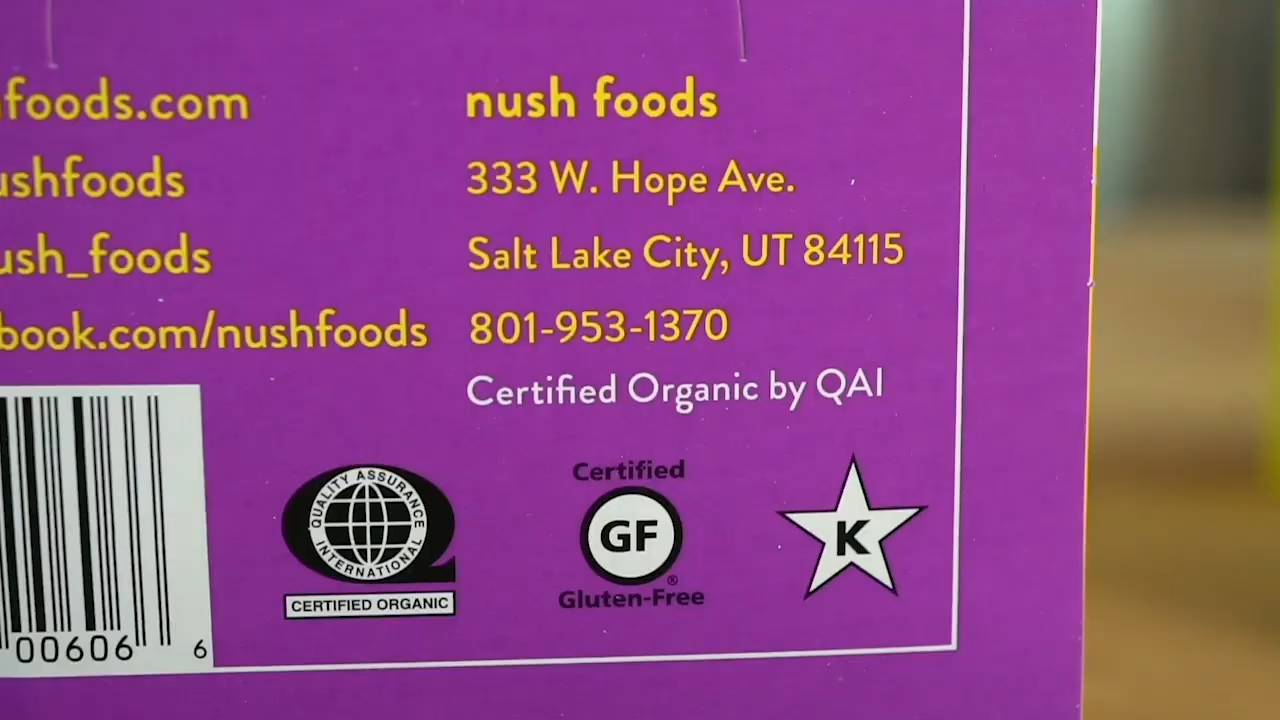 foods.com
ushfoods
ush_foods
book.com/nushfoods
nush foods
333 W. Hope Ave.
Salt Lake City, UT 84115
801-953-1370
Certified Organic by QAI
00606 6
QUALITY ASSURANCE
INTERNATIONAL
CERTIFIED ORGANIC
Certified
GF
®
Gluten-Free
K